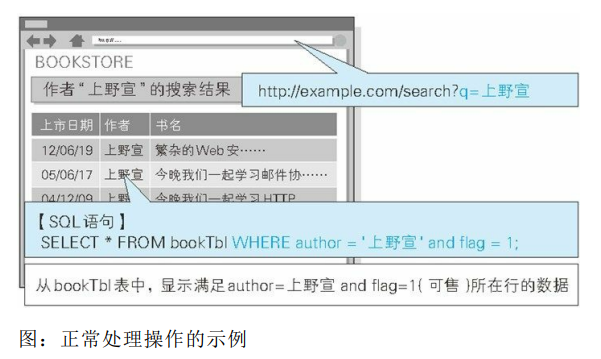 BOOKSTORE
作者“上野宣”的搜索结果
http://example.com/search?q=上野宣
上市日期 作者 书名
12/06/19 上野宣 繁杂的Web安……
05/06/17 上野宣 今晚我们一起学习邮件协……
04/12/09 上野宣 今晚我们一起学习HTTP
【SQL语句】
SELECT * FROM bookTbl WHERE author = '上野宣' and flag = 1;
从bookTbl表中，显示满足author=上野宣 and flag=1( 可售 )所在行的数据
图：正常处理操作的示例